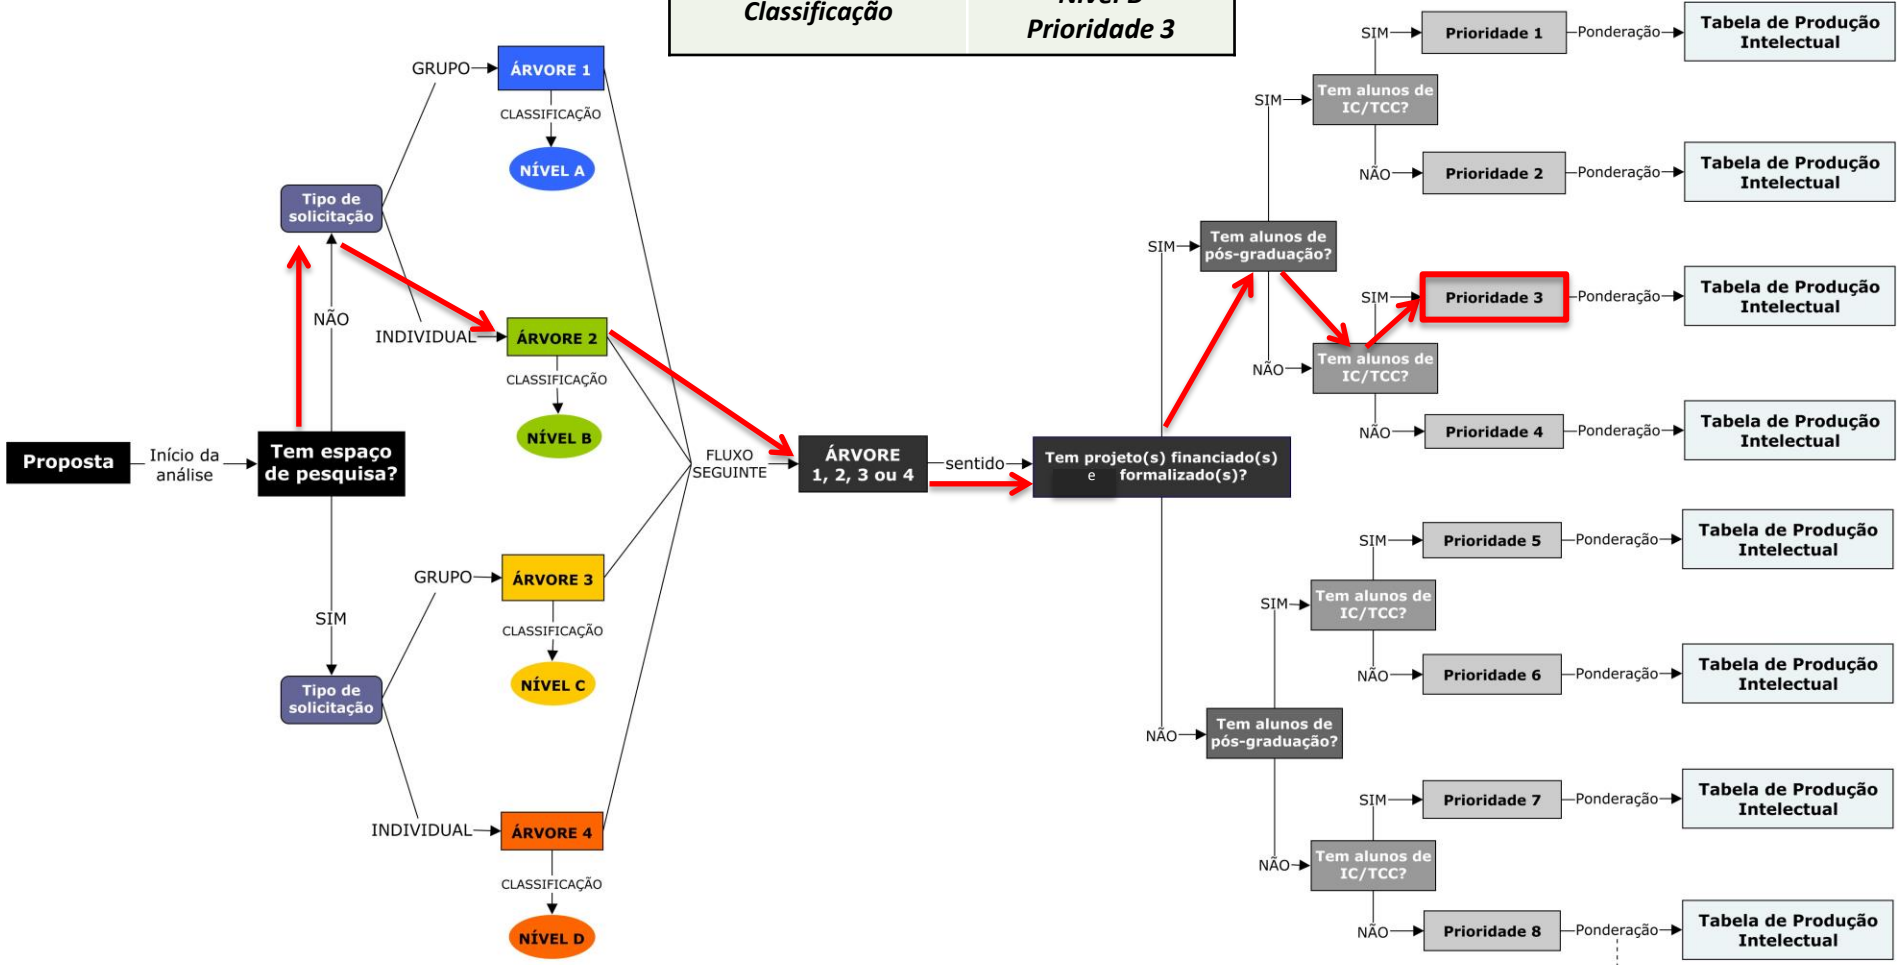 Classificação
Prioridade 3
GRUPO
ÁRVORE 1
CLASSIFICAÇÃO
NÍVEL A
Tipo de
solicitação
NÃO
INDIVIDUAL
ÁRVORE 2
CLASSIFICAÇÃO
NÍVEL B
Proposta
Início da
análise
Tem espaço
de pesquisa?
SIM
Tipo de
solicitação
GRUPO
ÁRVORE 3
CLASSIFICAÇÃO
NÍVEL C
INDIVIDUAL
ÁRVORE 4
CLASSIFICAÇÃO
NÍVEL D
FLUXO
SEGUINTE
ÁRVORE
1, 2, 3 ou 4
sentido
Tem projeto(s) financiado(s)
e formalizado(s)?
SIM
Tem alunos de
pós-graduação?
SIM
Tem alunos de
IC/TCC?
SIM
Prioridade 1
Ponderação
Tabela de Produção
Intelectual
NÃO
Prioridade 2
Ponderação
Tabela de Produção
Intelectual
NÃO
Tem alunos de
IC/TCC?
SIM
Prioridade 3
Ponderação
Tabela de Produção
Intelectual
NÃO
Prioridade 4
Ponderação
Tabela de Produção
Intelectual
NÃO
Tem alunos de
pós-graduação?
SIM
Tem alunos de
IC/TCC?
SIM
Prioridade 5
Ponderação
Tabela de Produção
Intelectual
NÃO
Prioridade 6
Ponderação
Tabela de Produção
Intelectual
NÃO
Tem alunos de
IC/TCC?
SIM
Prioridade 7
Ponderação
Tabela de Produção
Intelectual
NÃO
Prioridade 8
Ponderação
Tabela de Produção
Intelectual